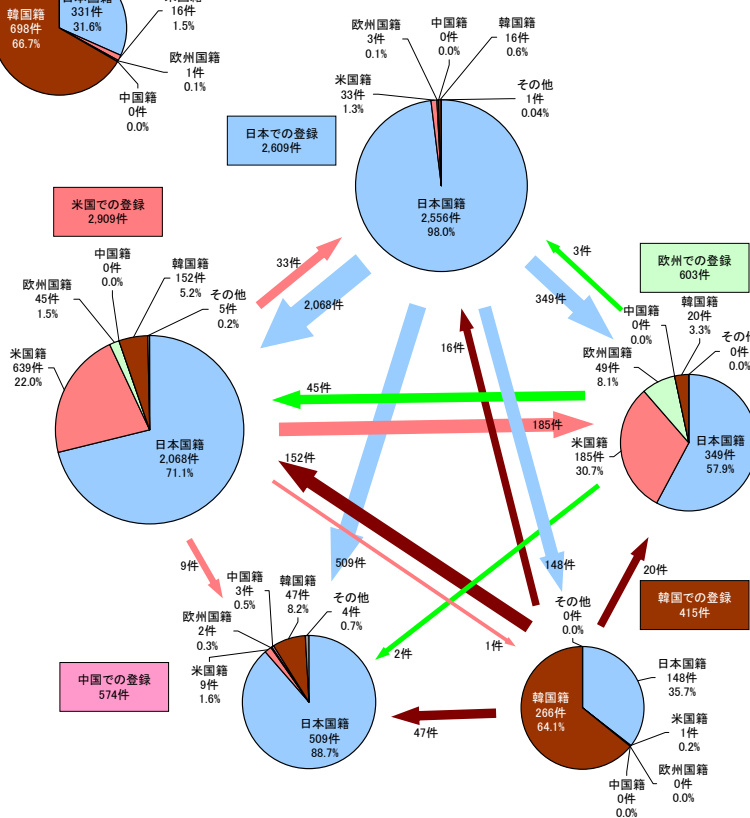 韓国籍
698件
66.7%
日本国籍
331件
31.6%
16件
1.5%
欧州国籍
1件
0.1%
中国籍
0件
0.0%
欧州国籍
3件
0.1%
中国籍
0件
0.0%
韓国籍
16件
0.6%
米国籍
33件
1.3%
その他
1件
0.04%
日本での登録
2,609件
日本国籍
2,556件
98.0%
米国での登録
2,909件
33件
2,068件
3件
349件
欧州での登録
603件
中国籍
0件
0.0%
韓国籍
152件
5.2%
欧州国籍
45件
1.5%
その他
5件
0.2%
米国籍
639件
22.0%
日本国籍
2,068件
71.1%
中国籍
0件
0.0%
韓国籍
20件
3.3%
その他
0件
0.0%
欧州国籍
49件
8.1%
米国籍
185件
30.7%
日本国籍
349件
57.9%
16件
45件
185件
152件
509件
148件
9件
20件
1件
2件
47件
韓国での登録
415件
中国での登録
574件
中国籍
3件
0.5%
韓国籍
47件
8.2%
その他
4件
0.7%
欧州国籍
2件
0.3%
米国籍
9件
1.6%
日本国籍
509件
88.7%
その他
0件
0.0%
日本国籍
148件
35.7%
韓国籍
266件
64.1%
米国籍
1件
0.2%
欧州国籍
0件
0.0%
中国籍
0件
0.0%